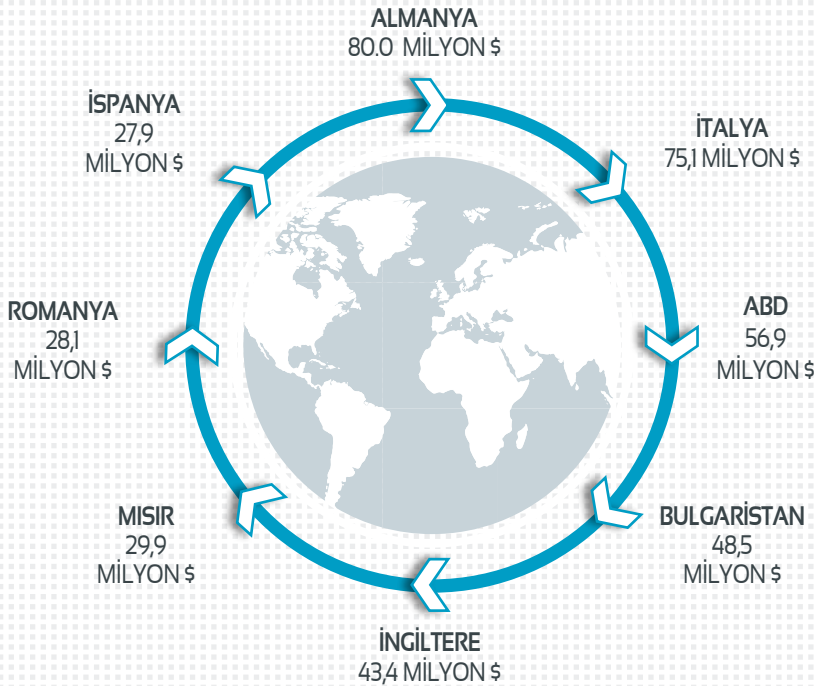 ALMANYA
80.0 MİLYON $
İTALYA
75,1 MİLYON $
ABD
56,9
MİLYON $
BULGARİSTAN
48,5
MİLYON $
İNGİLTERE
43,4 MİLYON $
MISIR
29,9
MİLYON $
ROMANYA
28,1
MİLYON $
İSPANYA
27,9
MİLYON $